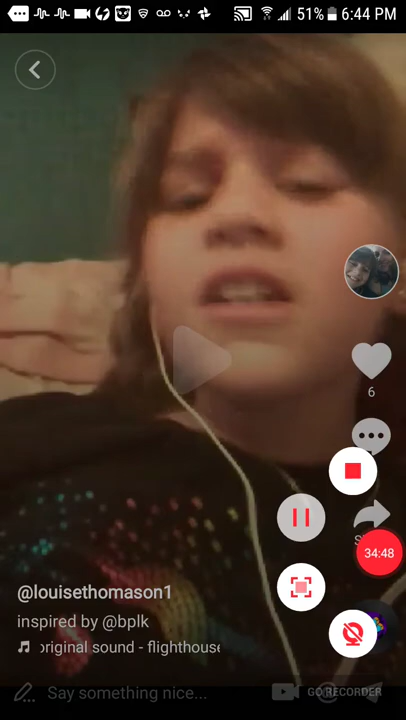 51% 6:44 PM
6
34:48
@louisethomason1
inspired by @bplk
original sound - flighthouse
Say something nice...
GO RECORDER